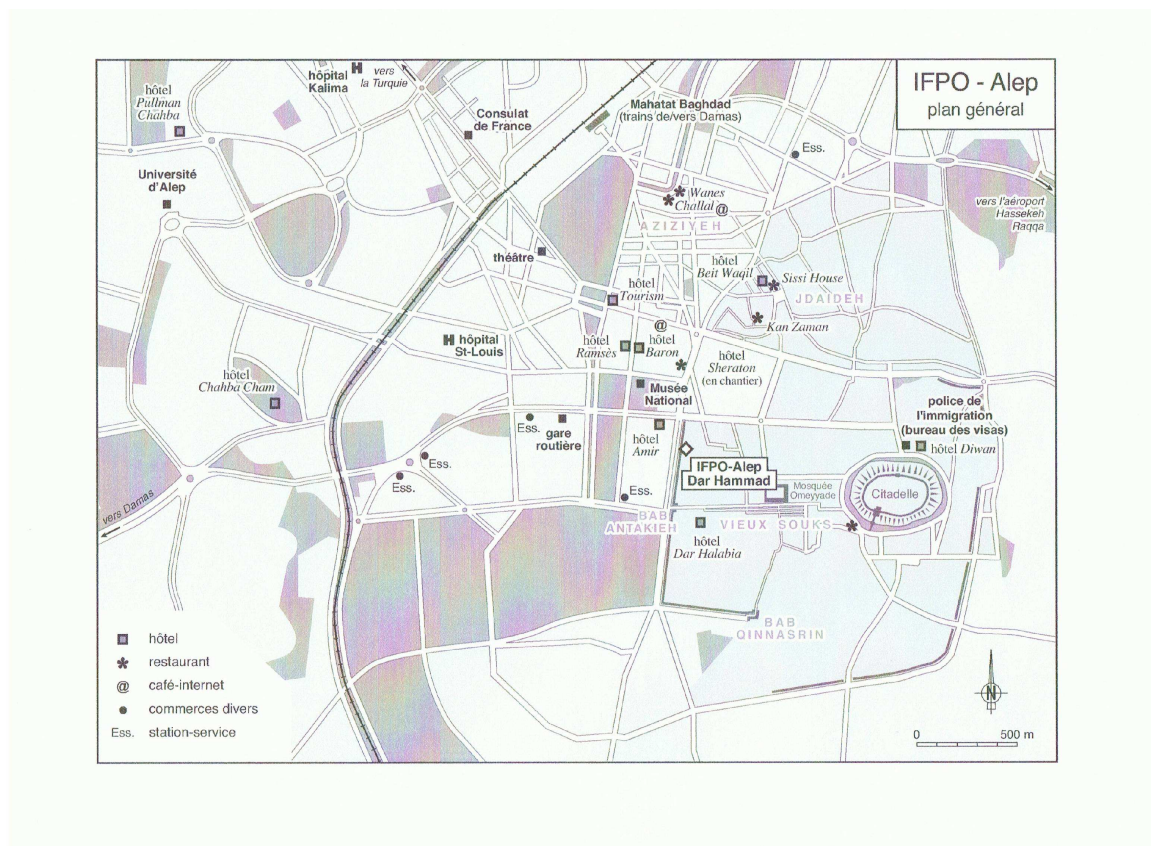 IFPO - Alep
plan général
hôpital
Kalima
H
vers
la Turquie
hôtel
Pullman
Chahba
Consulat
de France
Mahatat Baghdad
(trains de/vers Damas)
Ess.
Université
d'Alep
Wanes
Challal @
AZIZIYEH
vers l'aéroport
Hassekeh
Raqqa
théâtre
hôtel
Beit Waqil
Sissi House
hôtel
Tourism
JDAIDEH
Kan Zaman
@
H hôpital
St-Louis
hôtel
Ramsès
hôtel
Baron
hôtel
Sheraton
(en chantier)
hôtel
Chahba Cham
Musée
National
police de
l'immigration
(bureau des visas)
Ess.
gare
routière
hôtel
Amir
hôtel Diwan
Ess.
Ess.
IFPO-Alep
Dar Hammad
Mosquée
Omeyyade
Citadelle
Ess.
vers Damas
BAB
ANTAKIEH
VIEUX SOUKS
hôtel
Dar Halabia
BAB
QINNASRIN
hôtel
restaurant
@ café-internet
commerces divers
Ess. station-service
N
0 500 m